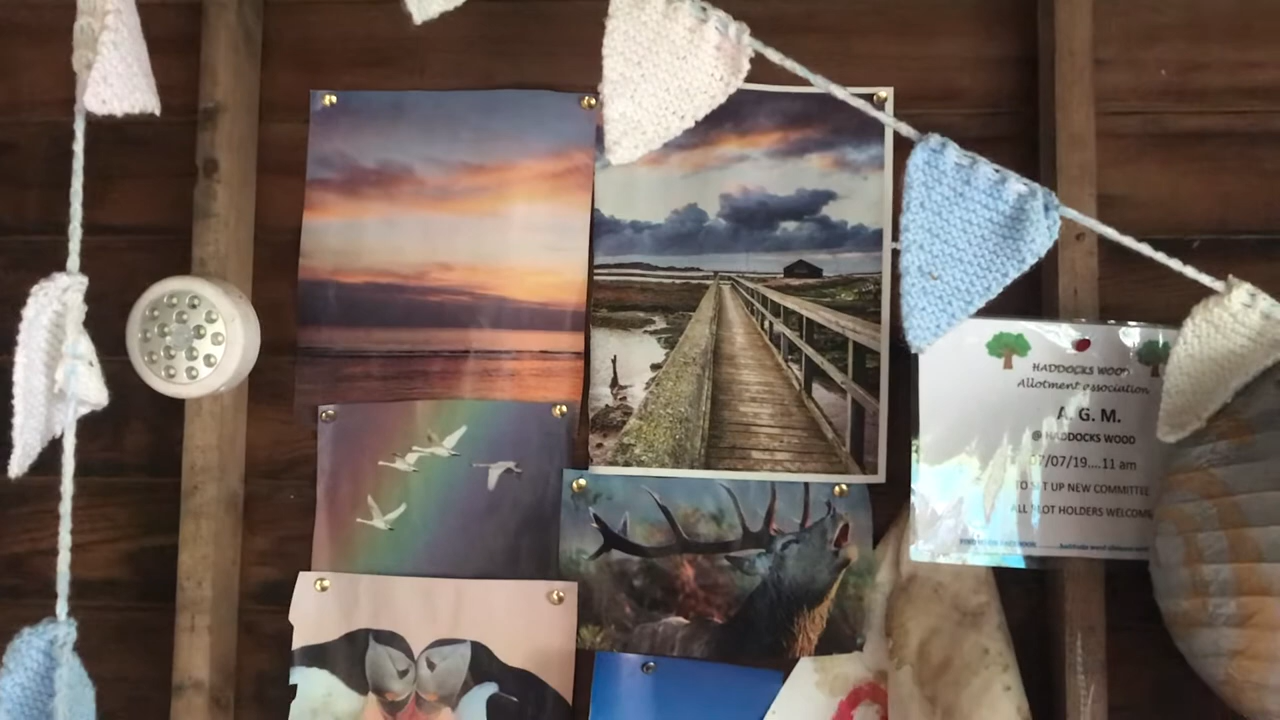 HADDOCKS WOOD
Allotment association
A. G. M.
@ HADDOCKS WOOD
07/07/19....11 am
TO SET UP NEW COMMITTEE
ALL PLOT HOLDERS WELCOME